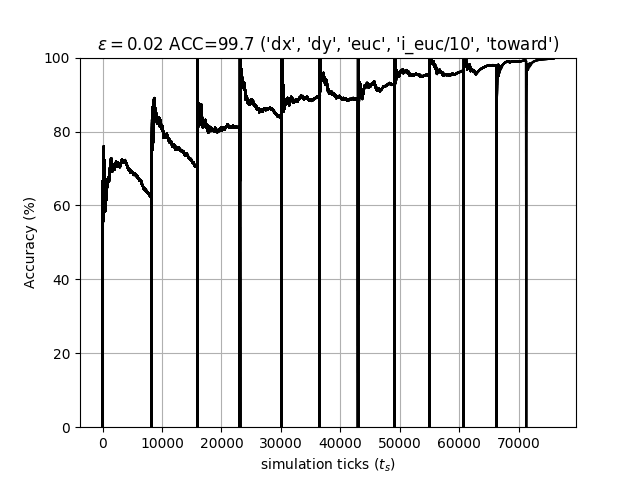 ε = 0.02 ACC=99.7 ('dx', 'dy', 'euc', 'i_euc/10', 'toward')
100
80
60
40
20
0
Accuracy (%)
0 10000 20000 30000 40000 50000 60000 70000
simulation ticks (tₛ)